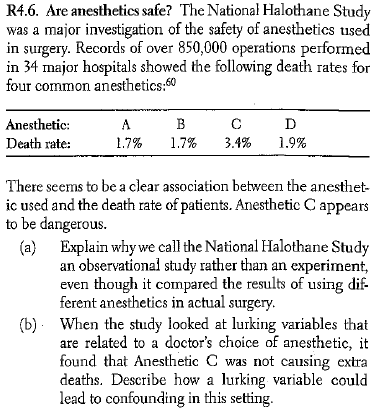 R4.6. Are anesthetics safe? The National Halothane Study
was a major investigation of the safety of anesthetics used
in surgery. Records of over 850,000 operations performed
in 34 major hospitals showed the following death rates for
four common anesthetics:60
Anesthetic: A B C D
Death rate: 1.7% 1.7% 3.4% 1.9%
There seems to be a clear association between the anesthet-
ic used and the death rate of patients. Anesthetic C appears
to be dangerous.
(a) Explain why we call the National Halothane Study
an observational study rather than an experiment,
even though it compared the results of using dif-
ferent anesthetics in actual surgery.
(b) When the study looked at lurking variables that
are related to a doctor's choice of anesthetic, it
found that Anesthetic C was not causing extra
deaths. Describe how a lurking variable could
lead to confounding in this setting.